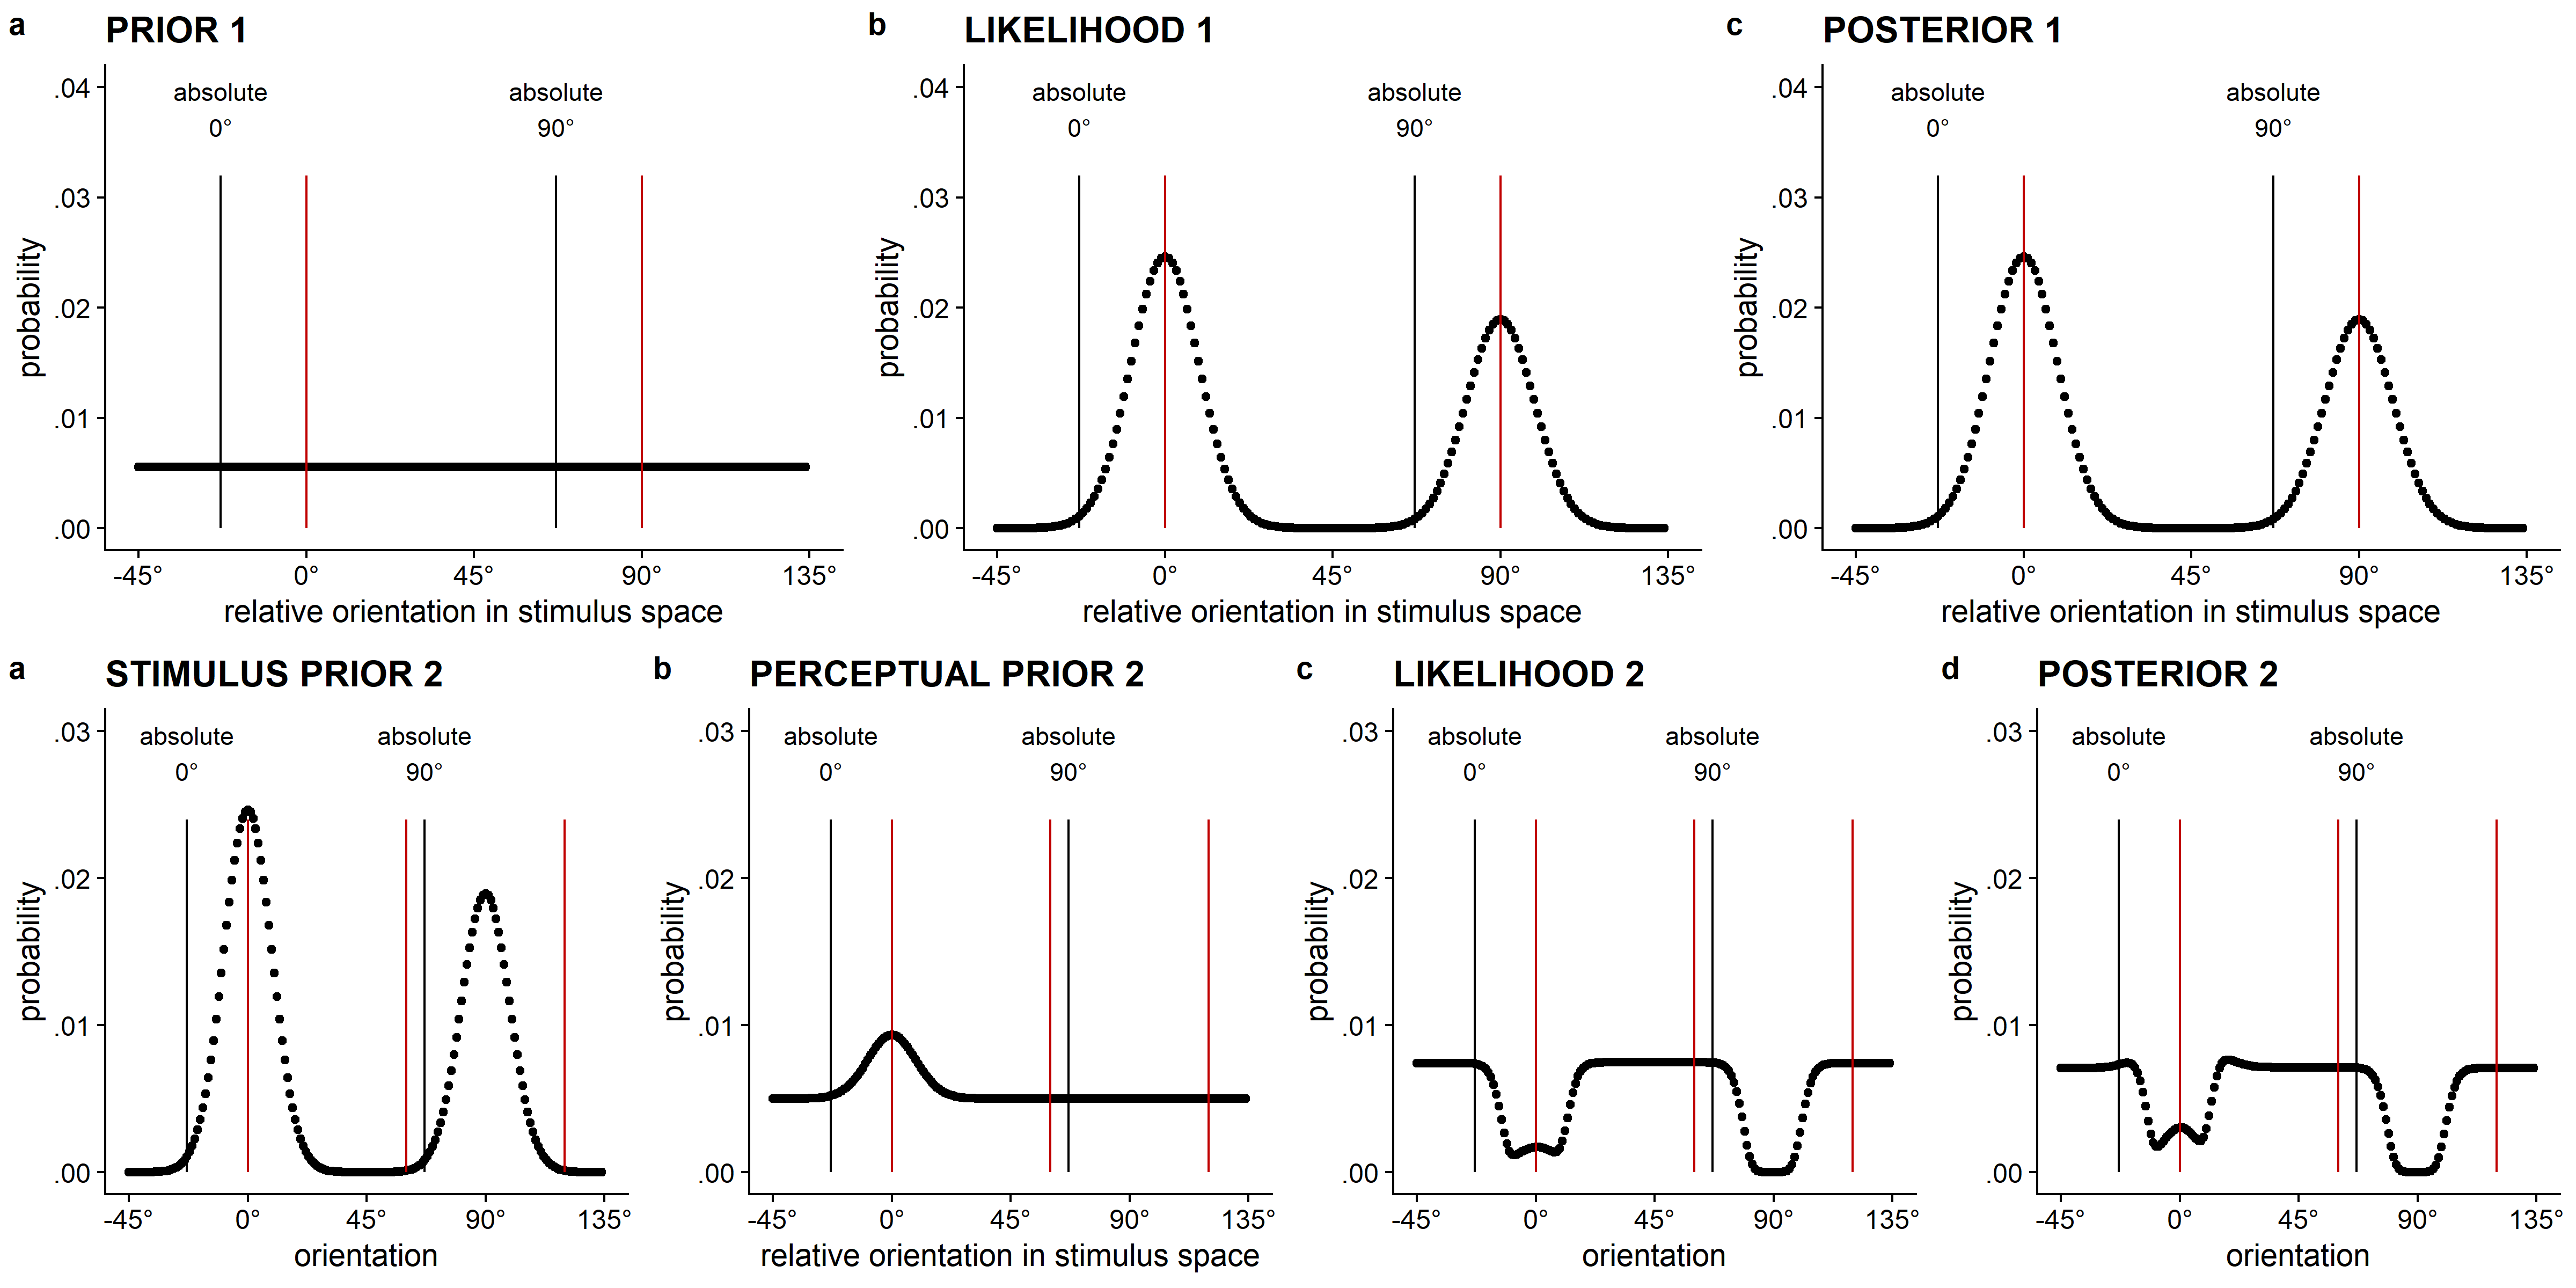 a PRIOR 1
absolute
0°
absolute
90°
.04
.03
.02
.01
.00
probability
-45° 0° 45° 90° 135°
relative orientation in stimulus space
b LIKELIHOOD 1
absolute
0°
absolute
90°
.04
.03
.02
.01
.00
probability
-45° 0° 45° 90° 135°
relative orientation in stimulus space
c POSTERIOR 1
absolute
0°
absolute
90°
.04
.03
.02
.01
.00
probability
-45° 0° 45° 90° 135°
relative orientation in stimulus space
a STIMULUS PRIOR 2
absolute
0°
absolute
90°
.03
.02
.01
.00
probability
-45° 0° 45° 90° 135°
orientation
b PERCEPTUAL PRIOR 2
absolute
0°
absolute
90°
.03
.02
.01
.00
probability
-45° 0° 45° 90° 135°
relative orientation in stimulus space
c LIKELIHOOD 2
absolute
0°
absolute
90°
.03
.02
.01
.00
probability
-45° 0° 45° 90° 135°
orientation
d POSTERIOR 2
absolute
0°
absolute
90°
.03
.02
.01
.00
probability
-45° 0° 45° 90° 135°
orientation